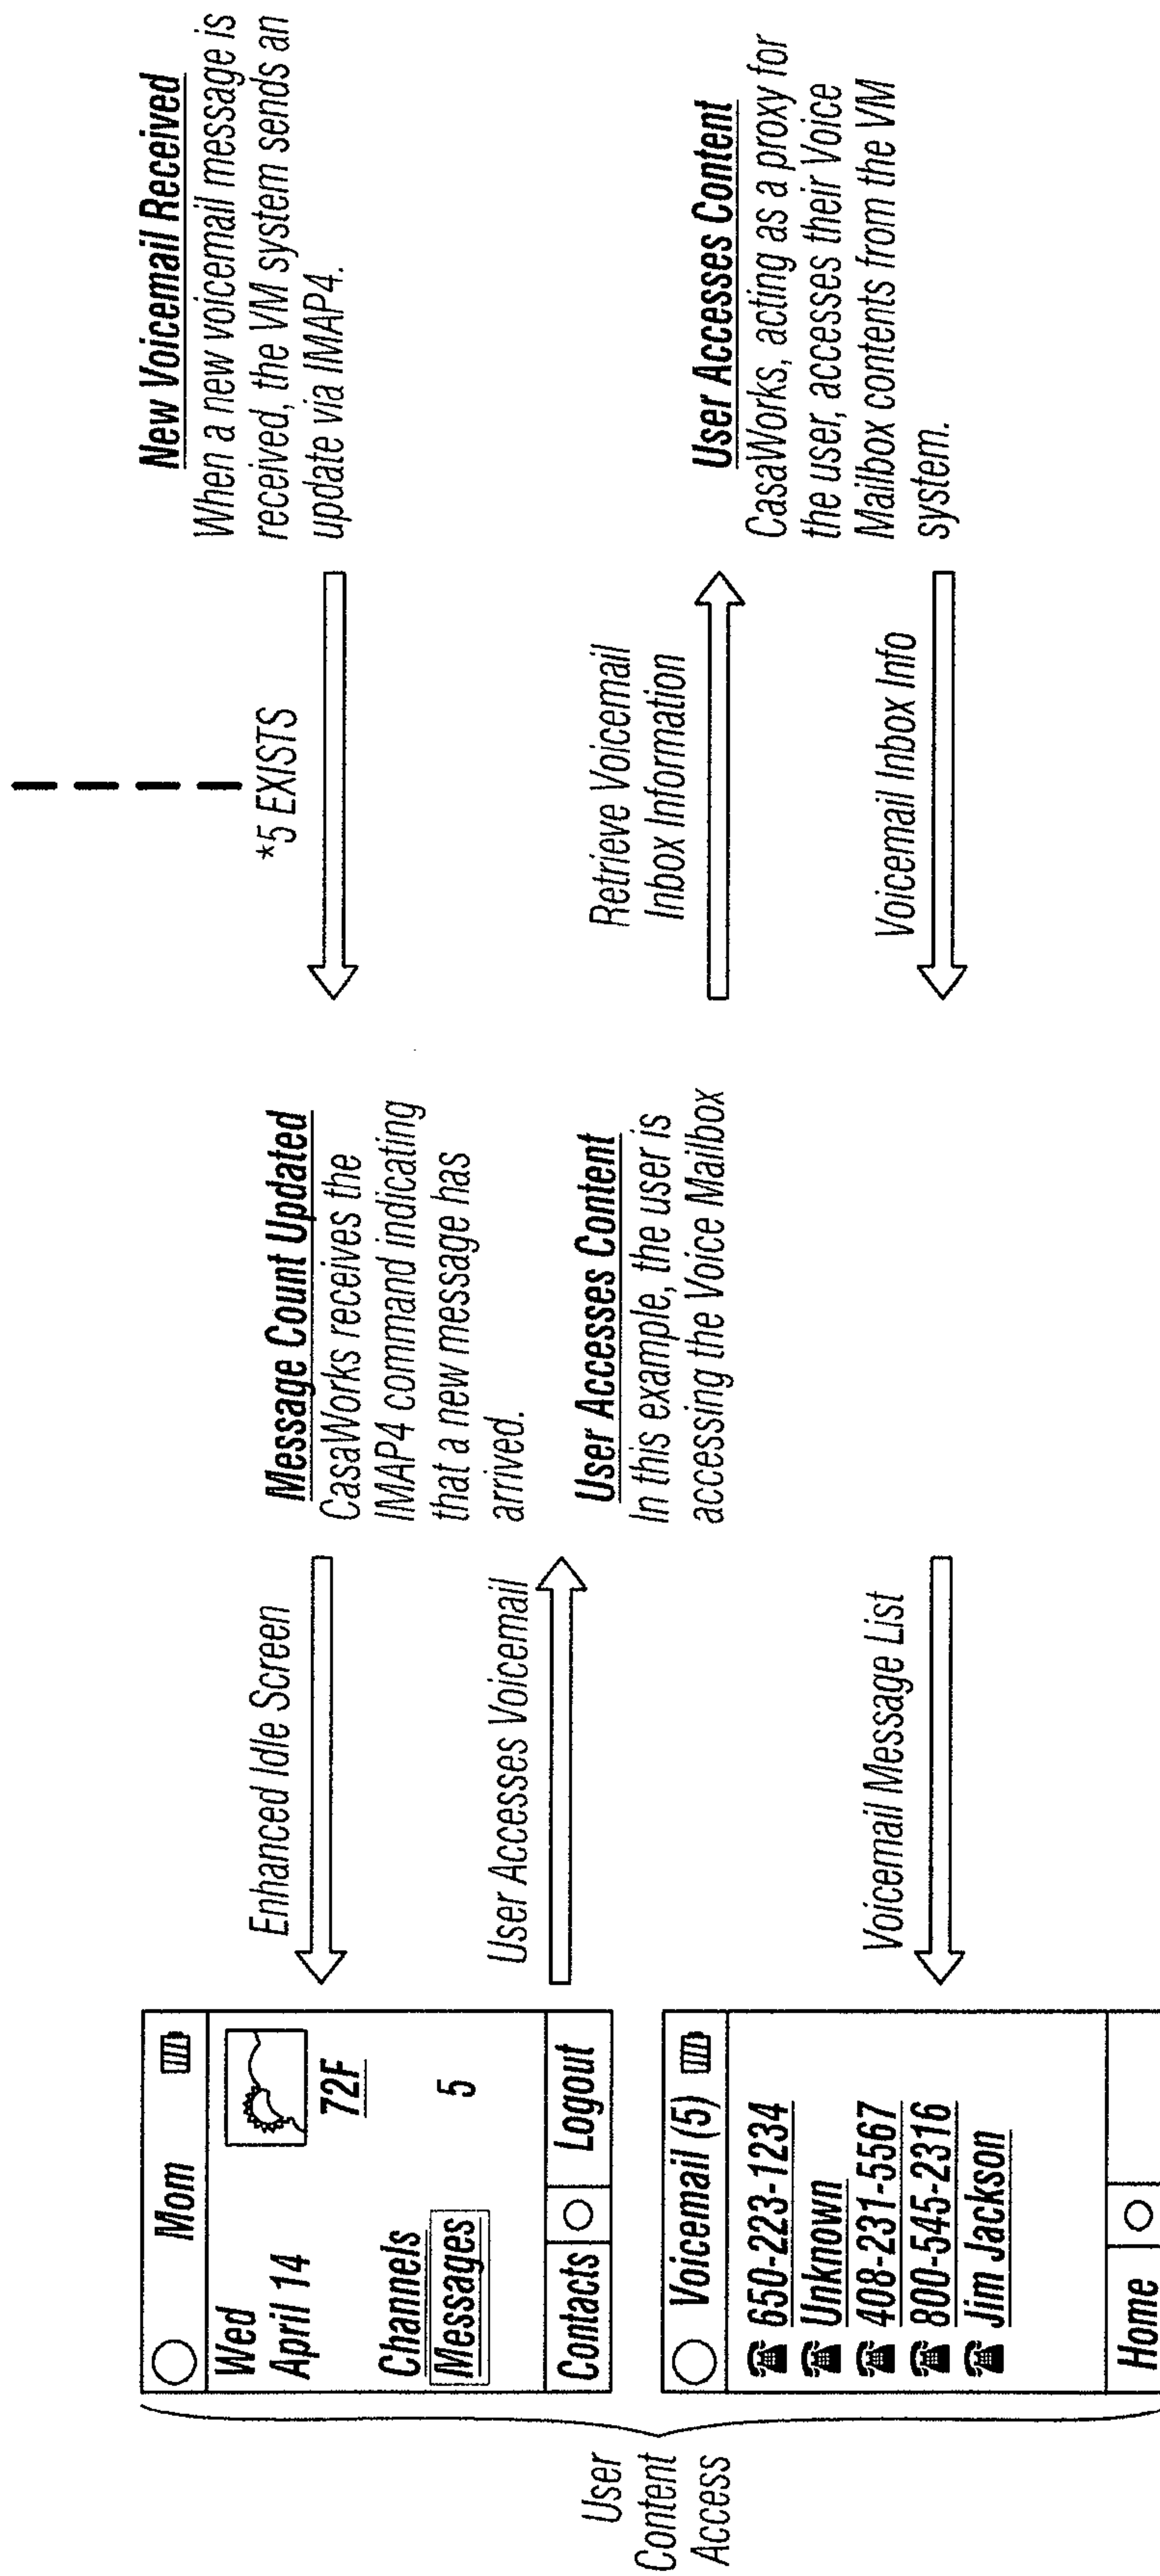 User
Content
Access
Mom
Wed
April 14
72F
Channels
Messages 5
Contacts
Logout
Voicemail (5)
650-223-1234
Unknown
408-231-5567
800-545-2316
Jim Jackson
Home
Enhanced Idle Screen
User Accesses Voicemail
Voicemail Message List
Message Count Updated
CasaWorks receives the
IMAP4 command indicating
that a new message has
arrived.
User Accesses Content
In this example, the user is
accessing the Voice Mailbox
*5 EXISTS
Retrieve Voicemail
Inbox Information
Voicemail Inbox Info
New Voicemail Received
When a new voicemail message is
received, the VM system sends an
update via IMAP4.
User Accesses Content
CasaWorks, acting as a proxy for
the user, accesses their Voice
Mailbox contents from the VM
system.